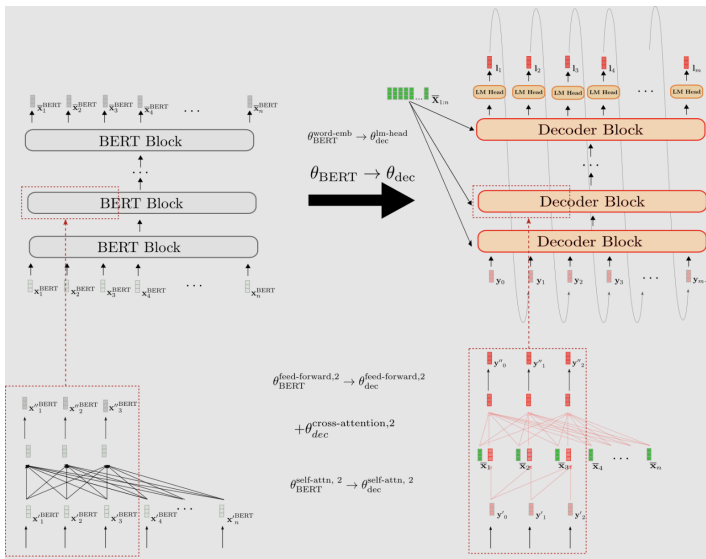 l₁ l₂ l₃ l₄ lₘ
x̅₁^BERT x̅₂^BERT x̅₃^BERT x̅₄^BERT · · · x̅ₙ^BERT
LM Head LM Head LM Head LM Head LM Head · · · LM Head
X̅₁:ₙ
BERT Block
θ_BERT^word-emb → θ_dec^lm-head
Decoder Block
· · ·
θ_BERT → θ_dec
· · ·
BERT Block
Decoder Block
BERT Block
Decoder Block
x₁^BERT x₂^BERT x₃^BERT x₄^BERT · · · xₙ^BERT
y₀ y₁ y₂ y₃ · · ·
y″₀ y″₁ y″₂
θ_BERT^feed-forward,2 → θ_dec^feed-forward,2
x″₁^BERT x″₂^BERT x″₃^BERT
+θ_dec^cross-attention,2
x̅₁ x̅₂ x̅₃ x̅₄ · · · x̅ₙ
θ_BERT^self-attn, 2 → θ_dec^self-attn, 2
x′₁^BERT x′₂^BERT x′₃^BERT x′₄^BERT · · · x′ₙ^BERT
y′₀ y′₁ y′₂